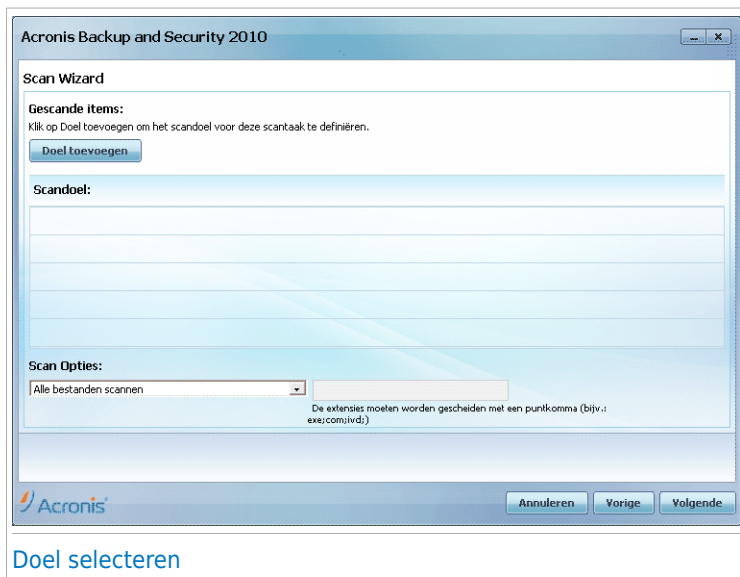 Acronis Backup and Security 2010
Scan Wizard
Gescande items:
Klik op Doel toevoegen om het scandoel voor deze scantaak te definiëren.
Doel toevoegen
Scandoel:
Scan Opties:
Alle bestanden scannen
De extensies moeten worden gescheiden met een puntkomma (bijv.:
exe;com;ivd;)
Acronis
Annuleren Vorige Volgende
Doel selecteren